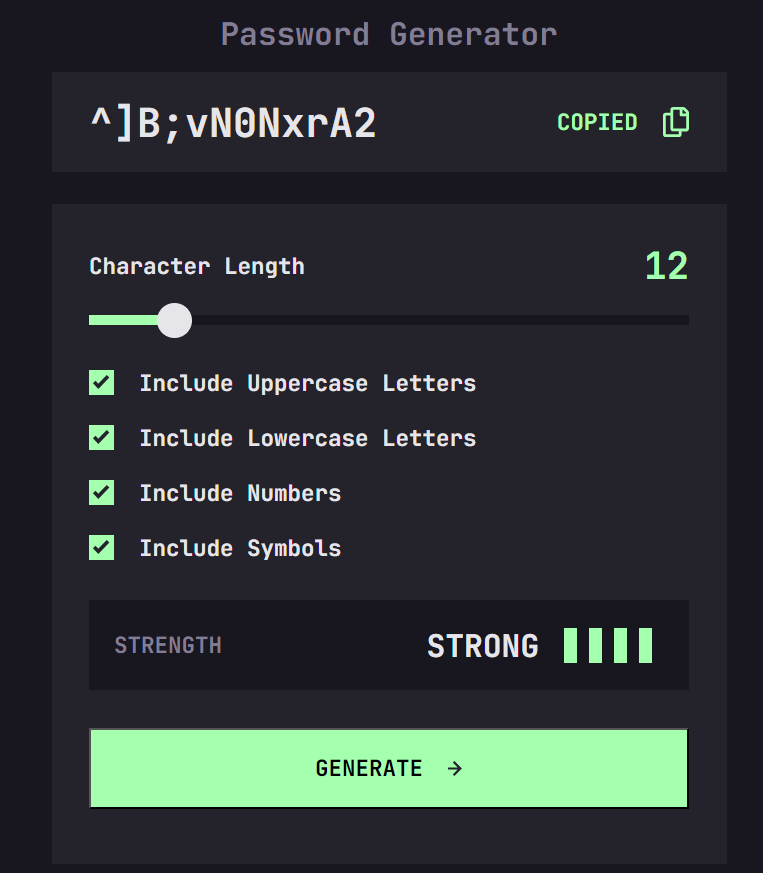 Password Generator
^]B;vN0NxrA2
COPIED
Character Length
12
Include Uppercase Letters
Include Lowercase Letters
Include Numbers
Include Symbols
STRENGTH
STRONG
GENERATE →